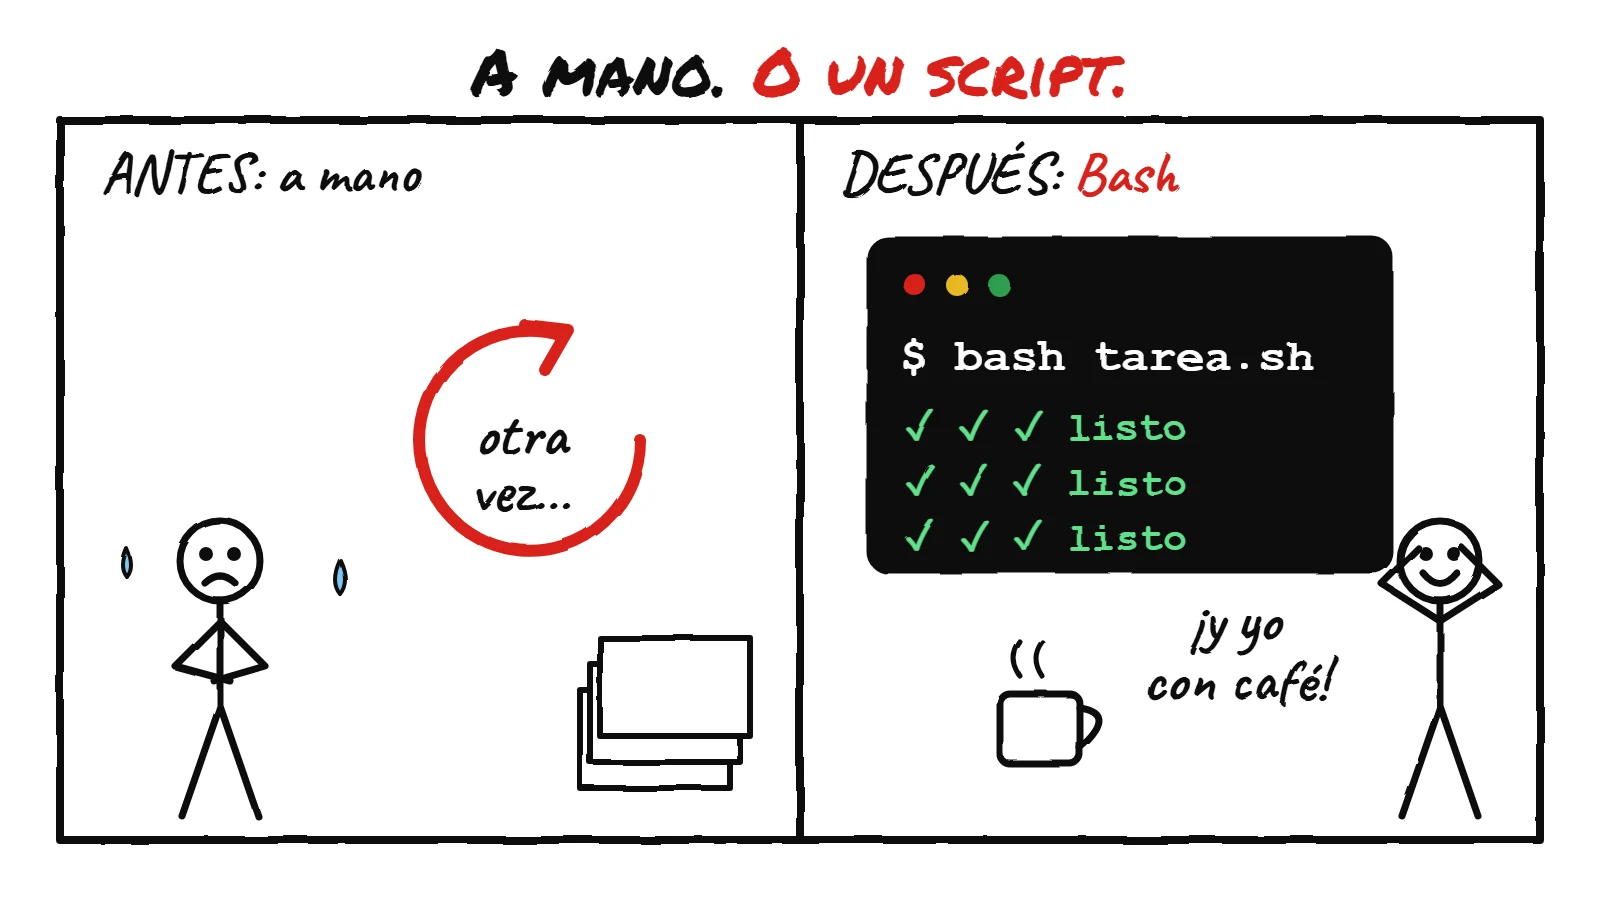 A MANO. O UN SCRIPT.
ANTES: a mano
otra
vez...
DESPUÉS: Bash
$ bash tarea.sh
✓ ✓ ✓ listo
✓ ✓ ✓ listo
✓ ✓ ✓ listo
¡y yo
con café!